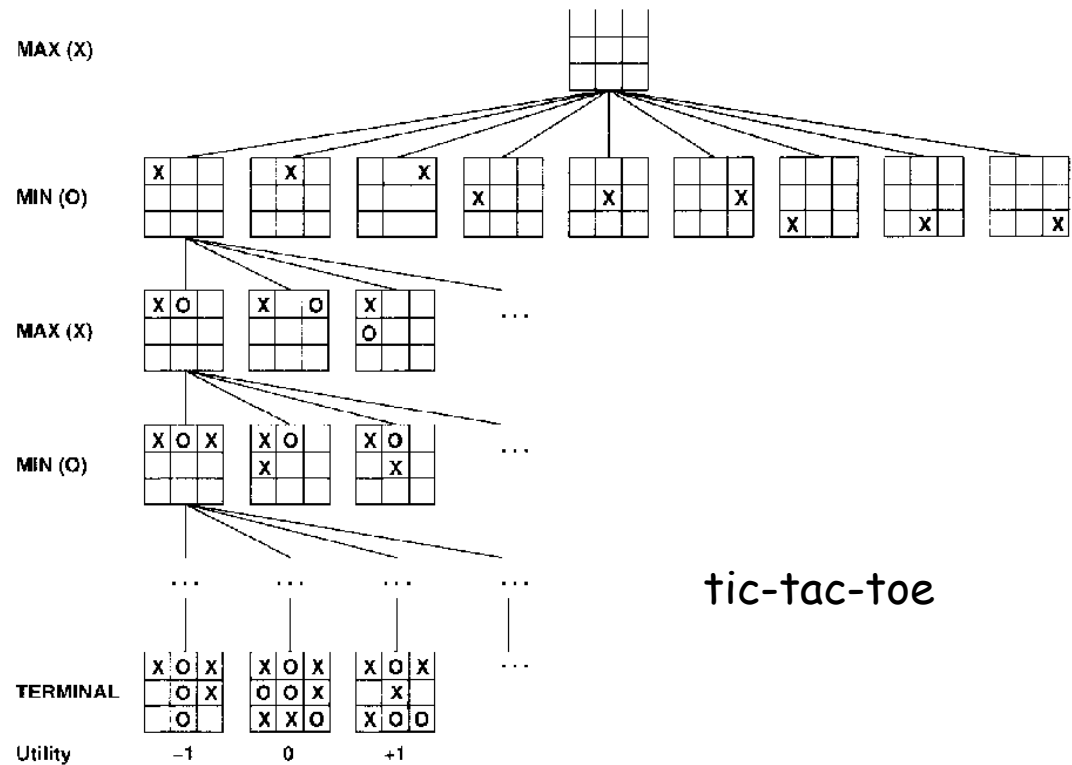 MAX (X)
X X X X X X X X X
MIN (O)
X O X O X
MAX (X) ...
O
X O X X O X O
MIN (O) ...
X X
... ... ... ...
tic-tac-toe
X O X X O X X O X ...
TERMINAL O X O O X X
O X X O X O O
Utility –1 0 +1